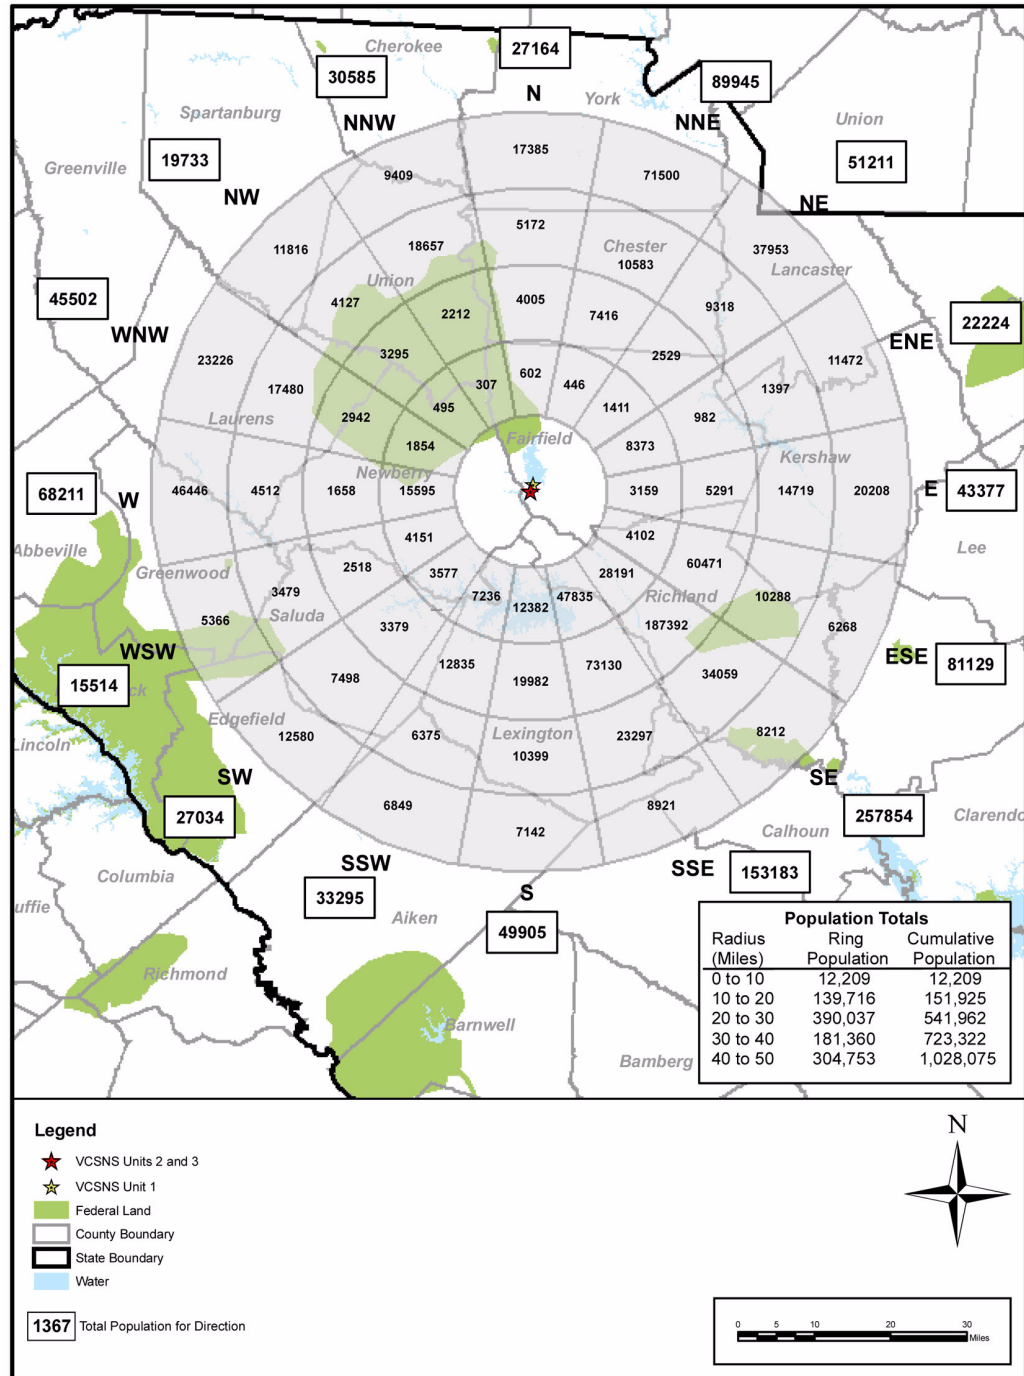 Cherokee
27164
30585
89945
N
York
Spartanburg
NNW
NNE
Union
Greenville
19733
17385
51211
9409
71500
NW
NE
5172
11816
18657
Chester
10583
37953
Lancaster
Union
45502
4127
2212
4005
7416
9318
22224
WNW
ENE
23226
3295
2529
11472
17480
307
602
446
1397
Laurens
2942
495
1411
982
1854
Fairfield
8373
Kershaw
Newberry
68211
W
46446
4512
1658
15595
3159
5291
14719
20208
E
43377
4151
4102
Abbeville
Lee
Greenwood
2518
3577
28191
60471
3479
7236
12382
47835
Richland
10288
5366
Saluda
3379
187392
6268
WSW
ESE
12835
73130
81129
15514
ck
7498
19982
34059
Edgefield
12580
6375
Lexington
23297
8212
Lincoln
10399
SW
SE
27034
6849
7142
8921
257854
Clarendo
Calhoun
SSW
SSE
153183
Columbia
33295
S
uffie
Aiken
49905
Richmond
Barnwell
Bamberg
Population Totals
Radius Ring Cumulative
(Miles) Population Population
0 to 10 12,209 12,209
10 to 20 139,716 151,925
20 to 30 390,037 541,962
30 to 40 181,360 723,322
40 to 50 304,753 1,028,075
Legend
N
VCSNS Units 2 and 3
VCSNS Unit 1
Federal Land
County Boundary
State Boundary
Water
1367 Total Population for Direction
0 5 10 20 30
Miles